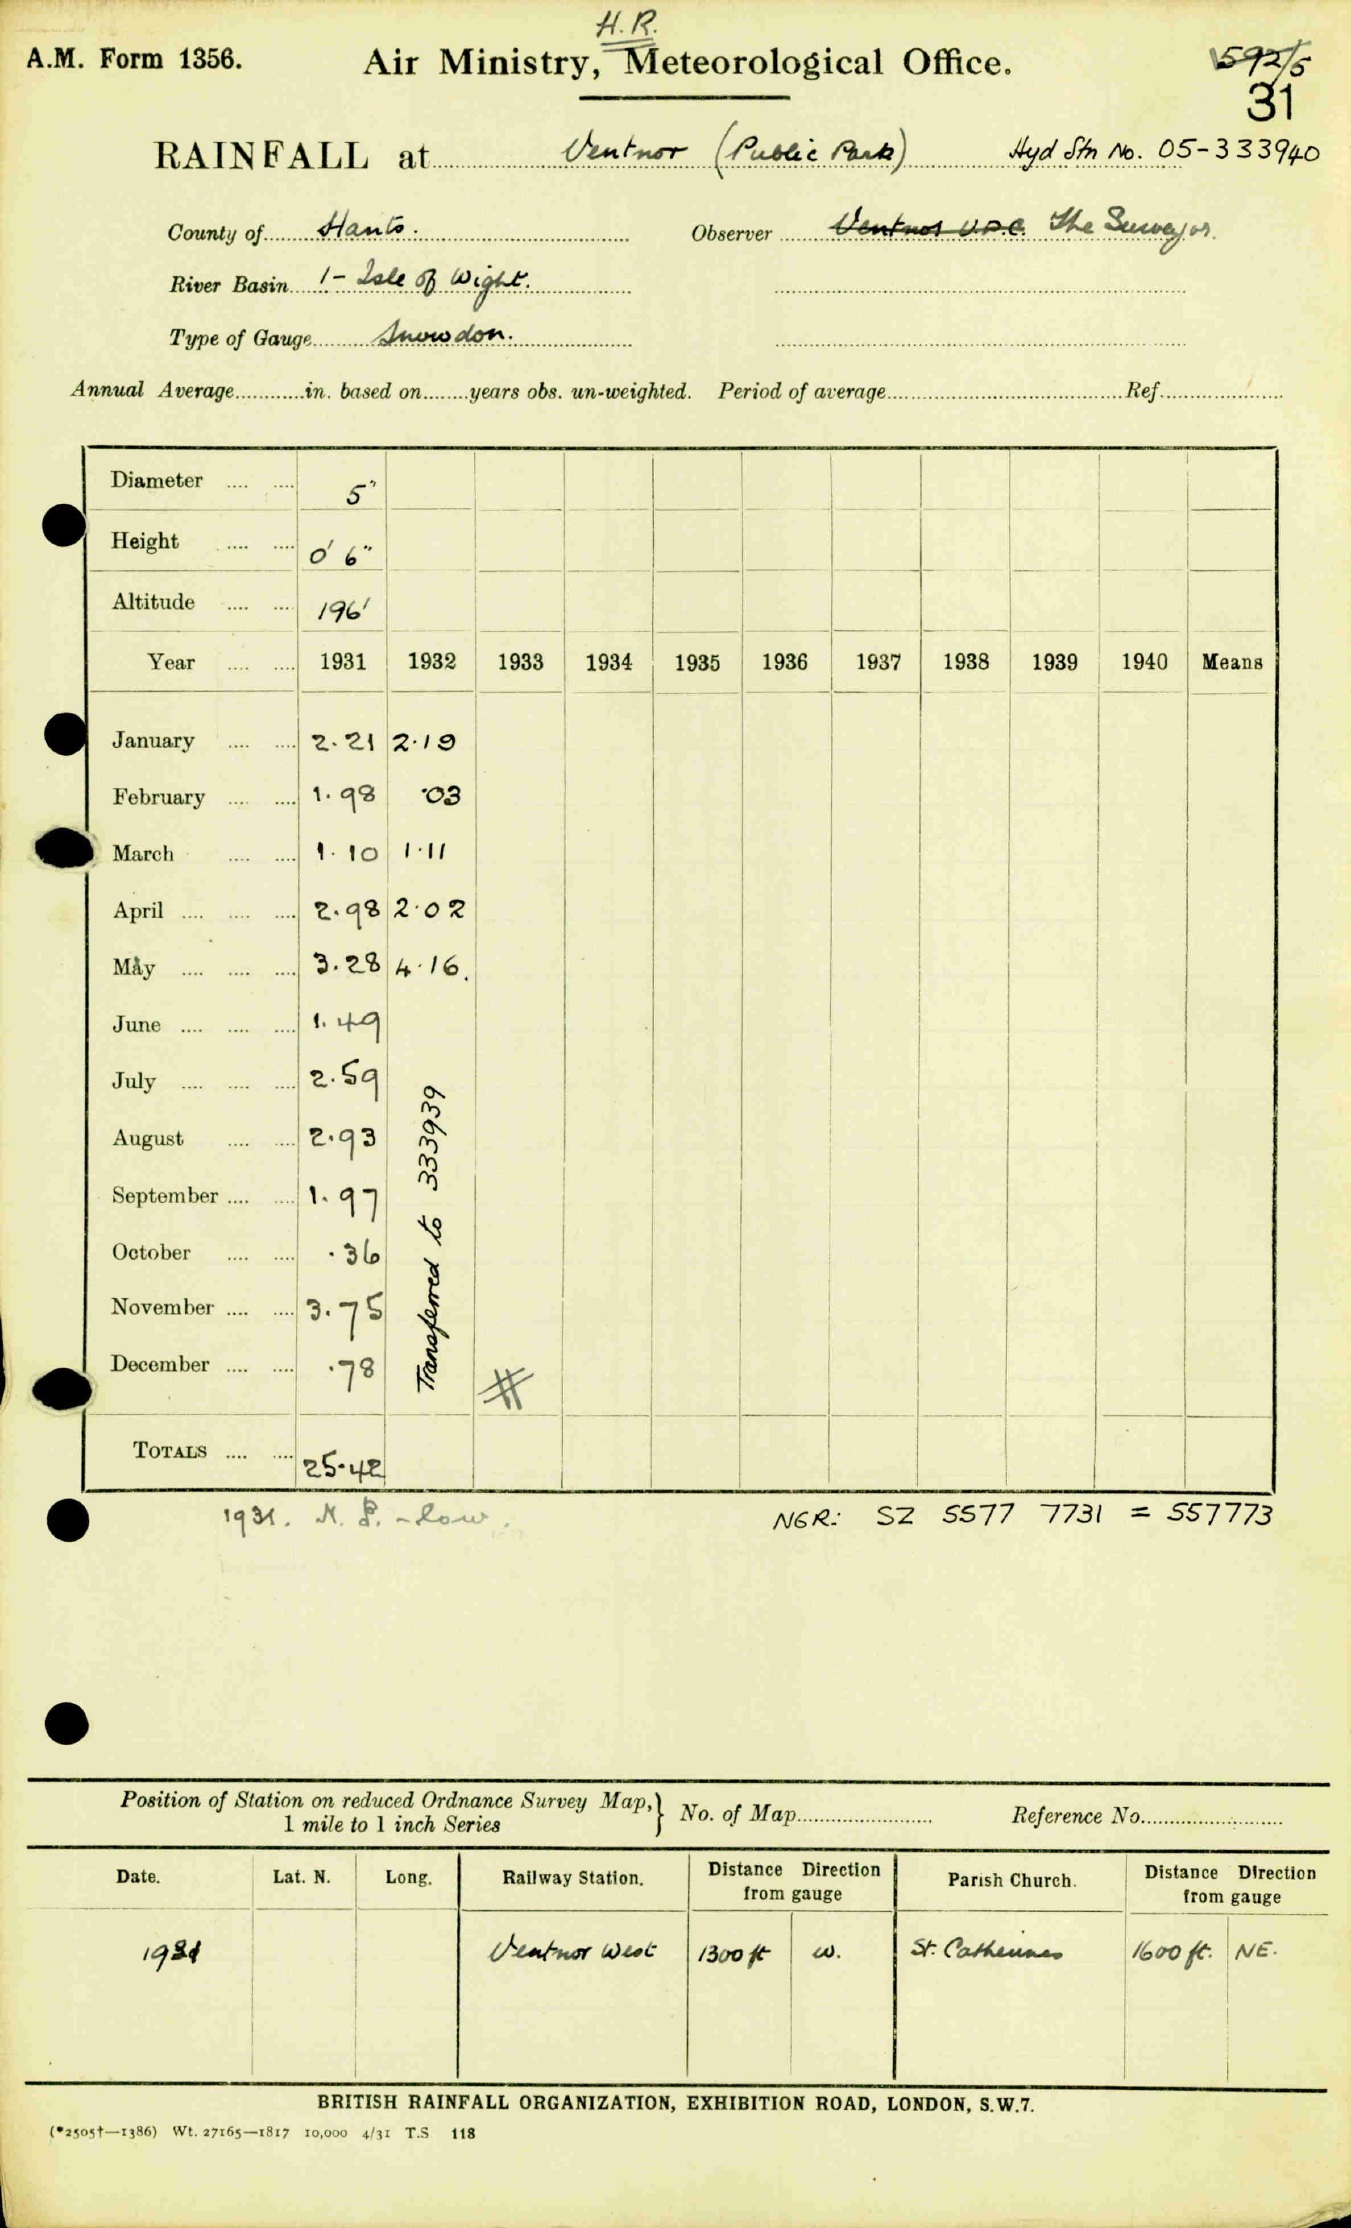 H.R.
A.M. Form 1356. Air Ministry, Meteorological Office. 592/5
31
RAINFALL at Ventnor (Public Park) Hyd Stn No. 05-333940
County of Hants. Observer Ventnor U.D.C. The Surveyor.
River Basin 1- Isle of Wight.
Type of Gauge Snowdon.
Annual Average in. based on years obs. un-weighted. Period of average Ref.
Diameter 5"
Height 0' 6"
Altitude 196'
Year 1931 1932 1933 1934 1935 1936 1937 1938 1939 1940 Means
January 2.21 2.19
February 1.98 .03
March 1.10 1.11
April 2.98 2.02
May 3.28 4.16.
June 1.49
July 2.59
August 2.93
September 1.97
October .36
November 3.75
December .78
Transferred to 333939
TOTALS 25.42
1931. - low.
NGR: SZ 5577 7731 = 557773
Position of Station on reduced Ordnance Survey Map, 1 mile to 1 inch Series } No. of Map Reference No.
Date. Lat. N. Long. Railway Station. Distance Direction from gauge Parish Church. Distance Direction from gauge
1931 Ventnor West 1300 ft W. St. Catherines 1600 ft. NE.
BRITISH RAINFALL ORGANIZATION, EXHIBITION ROAD, LONDON, S.W.7.
(*2505†—1386) Wt. 27165—1817 10,000 4/31 T.S 118